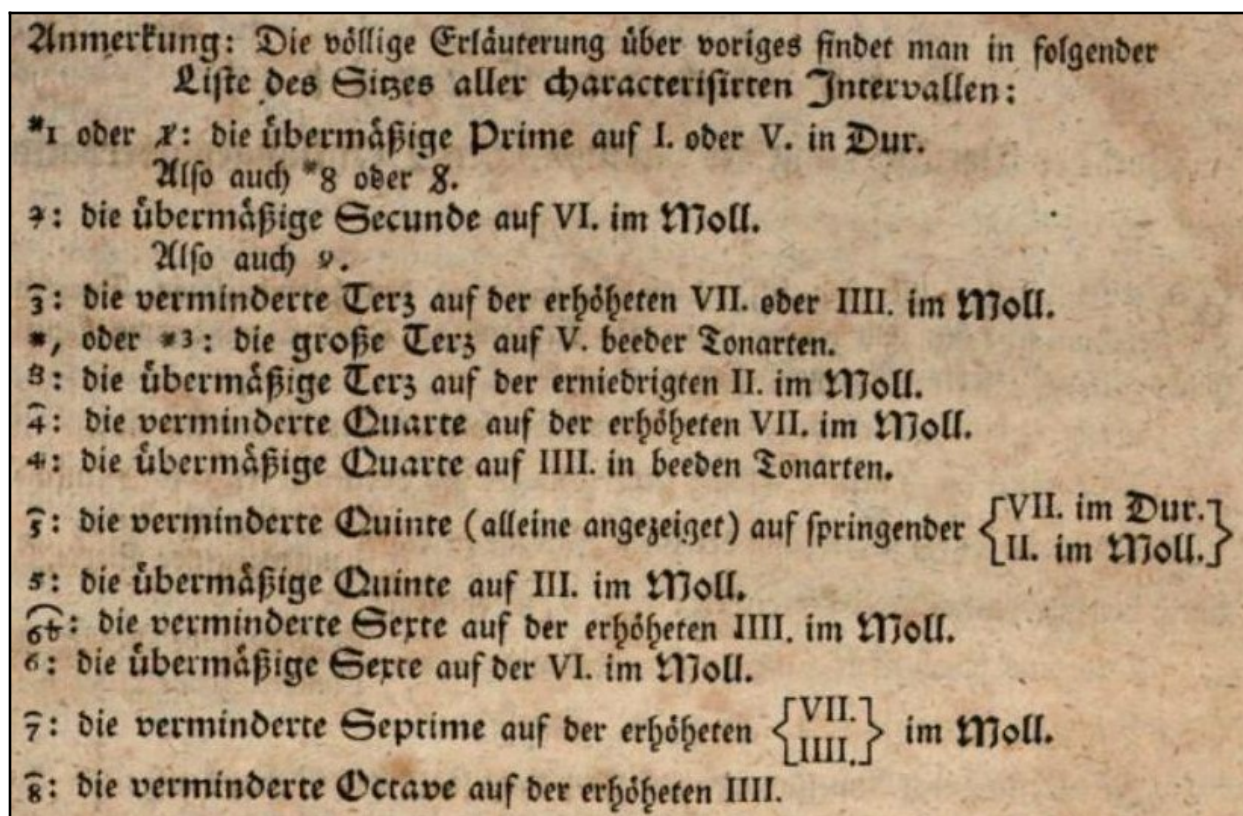 Anmerkung: Die völlige Erläuterung über voriges findet man in folgender
Liste des Sitzes aller characterisirten Intervallen:
*1 oder 1̸: die übermäßige Prime auf I. oder V. in Dur.
Also auch *8 oder 8̸.
2̸: die übermäßige Secunde auf VI. im Moll.
Also auch 9̸.
3̑: die verminderte Terz auf der erhöheten VII. oder IIII. im Moll.
*, oder *3: die große Terz auf V. beeder Tonarten.
3̸: die übermäßige Terz auf der erniedrigten II. im Moll.
4̑: die verminderte Quarte auf der erhöheten VII. im Moll.
4̸: die übermäßige Quarte auf IIII. in beeden Tonarten.
5̑: die verminderte Quinte (alleine angezeiget) auf springender {VII. im Dur.}
{II. im Moll.}
5̸: die übermäßige Quinte auf III. im Moll.
6♭̑: die verminderte Sexte auf der erhöheten IIII. im Moll.
6̸: die übermäßige Sexte auf der VI. im Moll.
7̑: die verminderte Septime auf der erhöheten {VII.} im Moll.
{IIII.}
8̑: die verminderte Octave auf der erhöheten IIII.